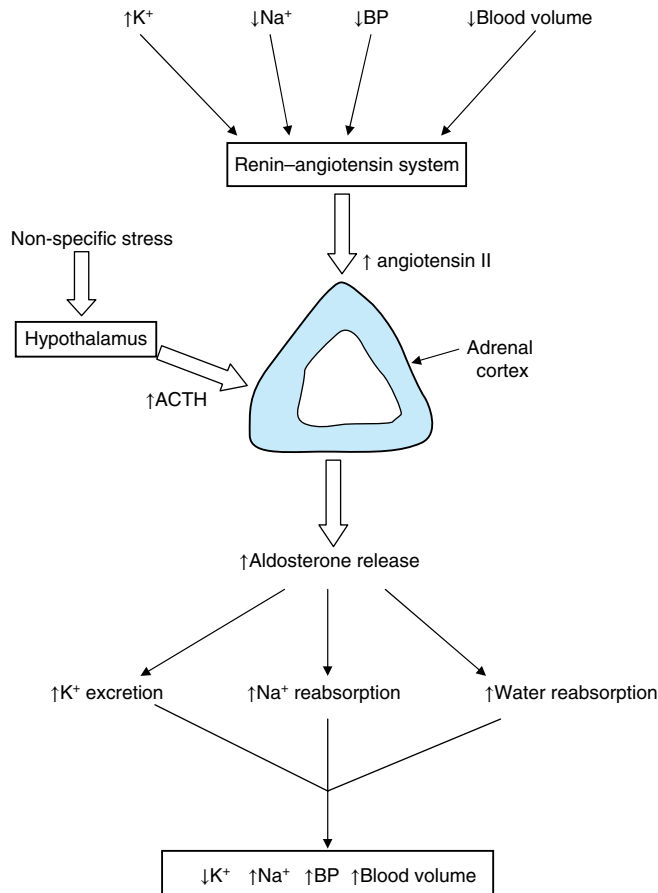 ↑K⁺ ↓Na⁺ ↓BP ↓Blood volume
Renin–angiotensin system
↑ angiotensin II
Non-specific stress
Hypothalamus
↑ACTH
Adrenal
cortex
↑Aldosterone release
↑K⁺ excretion ↑Na⁺ reabsorption ↑Water reabsorption
↓K⁺ ↑Na⁺ ↑BP ↑Blood volume